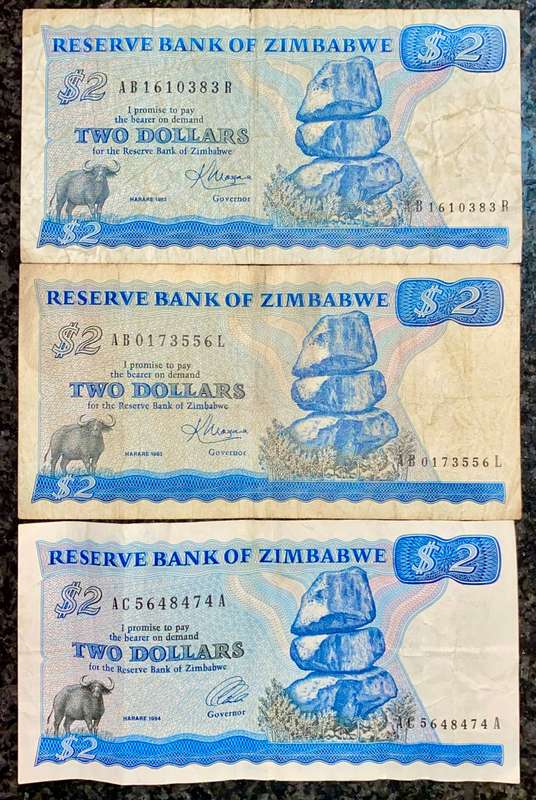 RESERVE BANK OF ZIMBABWE
$2
$2 AB1610383R
I promise to pay
the bearer on demand
TWO DOLLARS
for the Reserve Bank of Zimbabwe
HARARE 1983 Governor
AB1610383R
$2
RESERVE BANK OF ZIMBABWE
$2
$2 AB0173556L
I promise to pay
the bearer on demand
TWO DOLLARS
for the Reserve Bank of Zimbabwe
HARARE 1983 Governor
AB0173556L
$2
RESERVE BANK OF ZIMBABWE
$2
$2 AC5648474A
I promise to pay
the bearer on demand
TWO DOLLARS
for the Reserve Bank of Zimbabwe
HARARE 1994 Governor
AC5648474A
$2